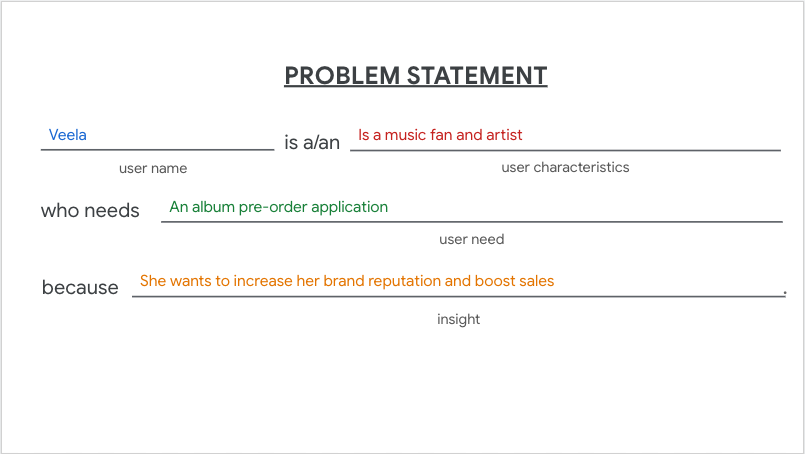 PROBLEM STATEMENT
Veela is a/an Is a music fan and artist
user name user characteristics
who needs An album pre-order application
user need
because She wants to increase her brand reputation and boost sales .
insight